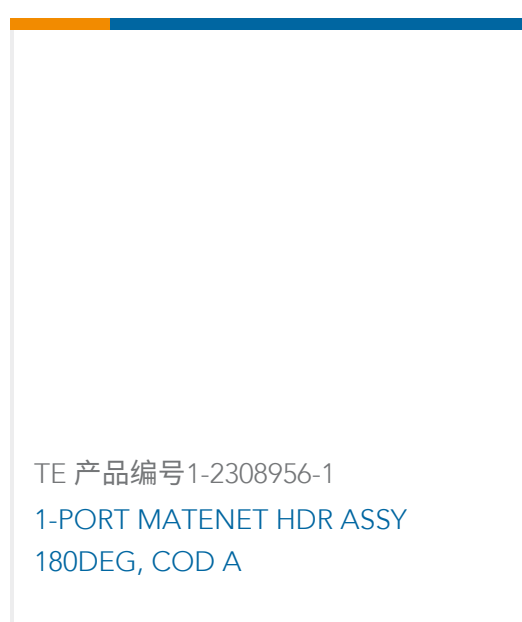 TE 产品编号1-2308956-1
1-PORT MATENET HDR ASSY
180DEG, COD A